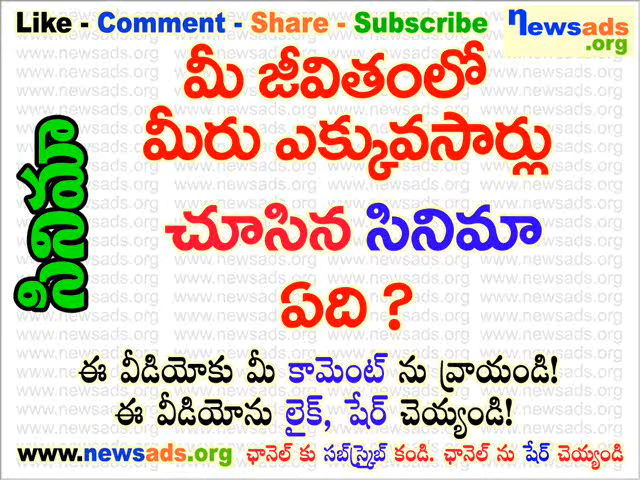 Like - Comment - Share - Subscribe
newsads
.org
మీ జీవితంలో
మీరు ఎక్కువసార్లు
చూసిన సినిమా
ఏది ?
సినిమా
ఈ వీడియోకు మీ కామెంట్ ను వ్రాయండి!
ఈ వీడియోను లైక్, షేర్ చెయ్యండి!
www.newsads.org ఛానెల్ కు సబ్‌స్క్రైబ్ కండి. ఛానెల్ ను షేర్ చెయ్యండి